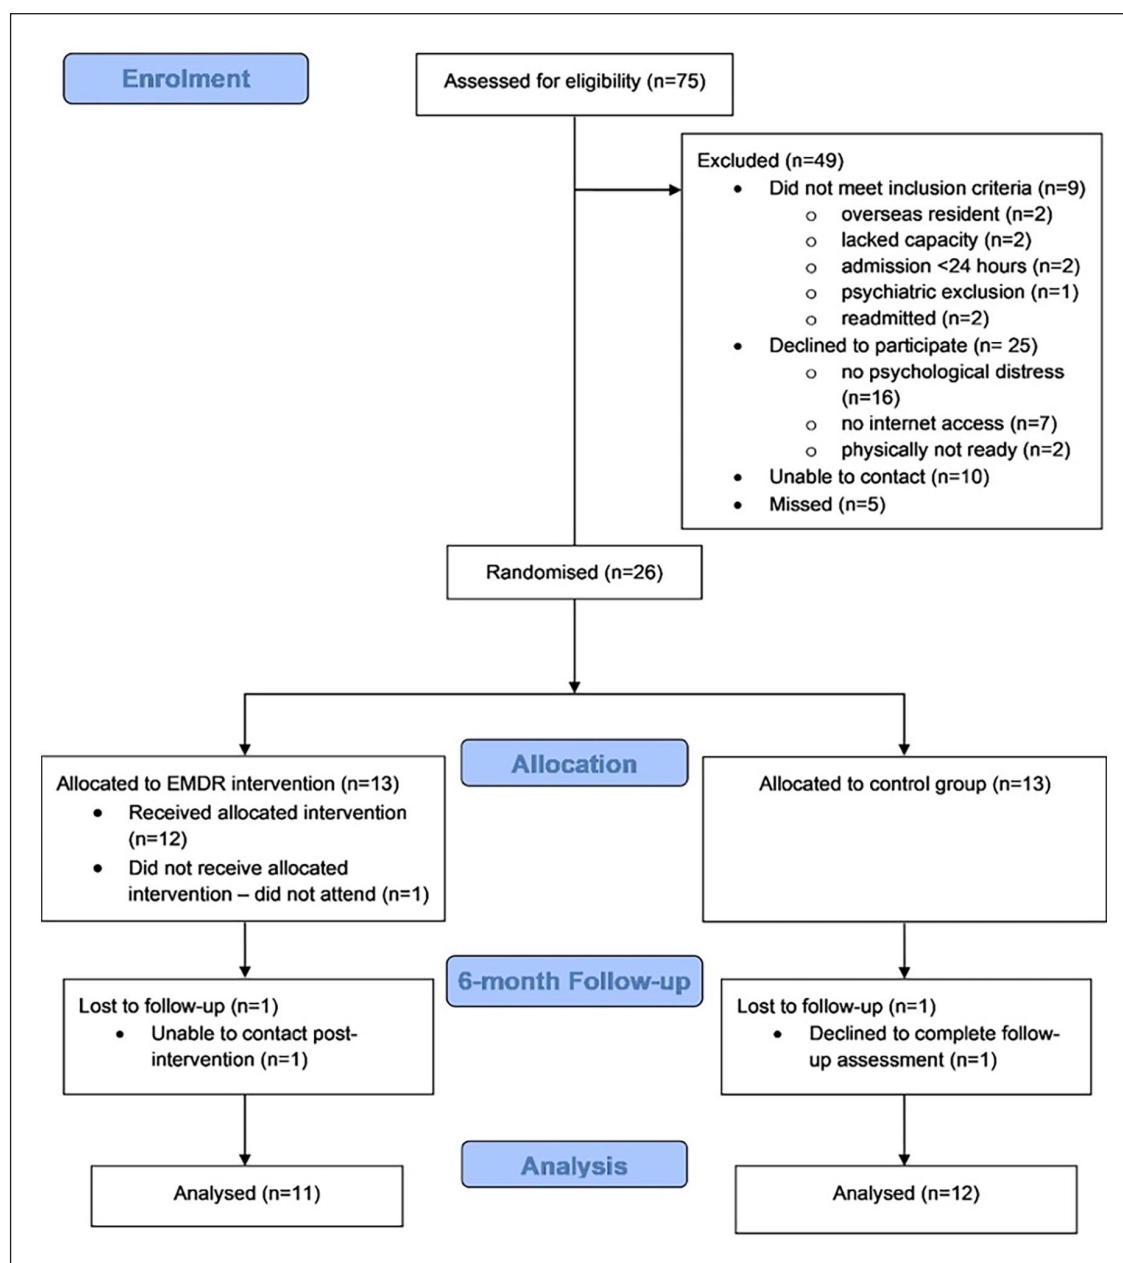 Enrolment
Assessed for eligibility (n=75)
Excluded (n=49)
• Did not meet inclusion criteria (n=9)
o overseas resident (n=2)
o lacked capacity (n=2)
o admission <24 hours (n=2)
o psychiatric exclusion (n=1)
o readmitted (n=2)
• Declined to participate (n= 25)
o no psychological distress
(n=16)
o no internet access (n=7)
o physically not ready (n=2)
• Unable to contact (n=10)
• Missed (n=5)
Randomised (n=26)
Allocation
Allocated to EMDR intervention (n=13)
• Received allocated intervention
(n=12)
• Did not receive allocated
intervention – did not attend (n=1)
Allocated to control group (n=13)
6-month Follow-up
Lost to follow-up (n=1)
• Unable to contact post-
intervention (n=1)
Lost to follow-up (n=1)
• Declined to complete follow-
up assessment (n=1)
Analysis
Analysed (n=11)
Analysed (n=12)